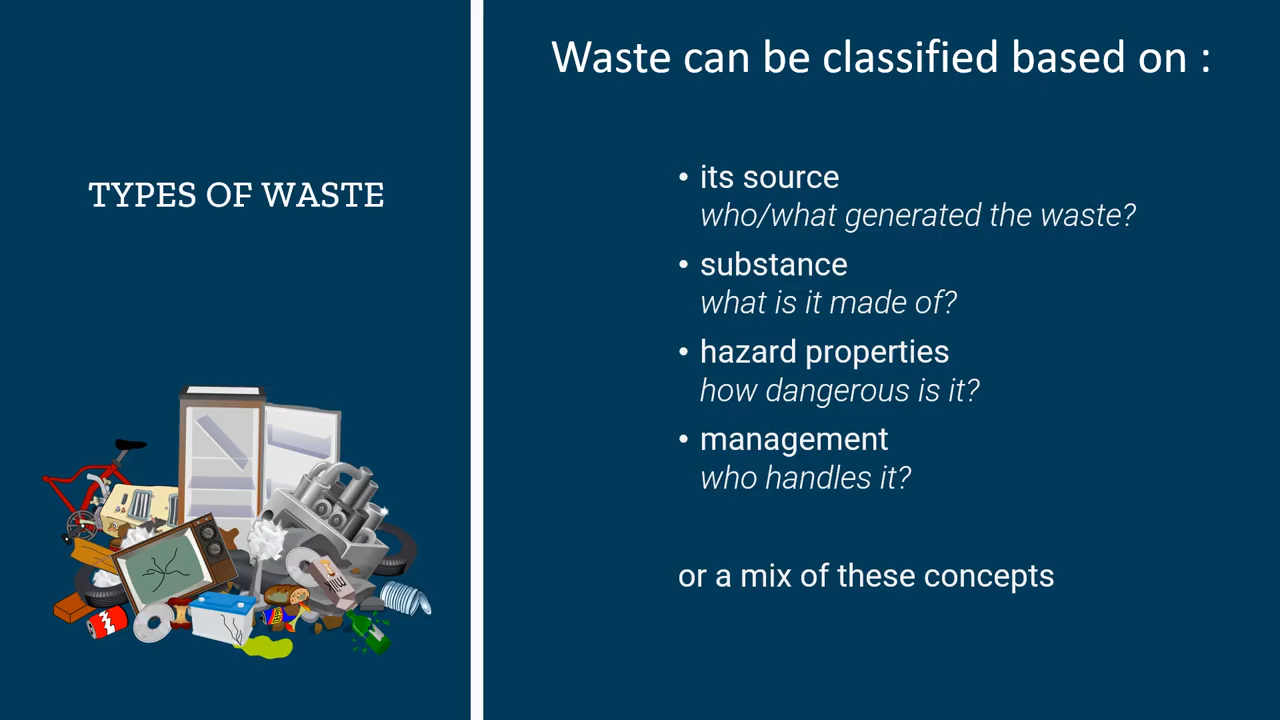 TYPES OF WASTE
Waste can be classified based on :
• its source
who/what generated the waste?
• substance
what is it made of?
• hazard properties
how dangerous is it?
• management
who handles it?
or a mix of these concepts